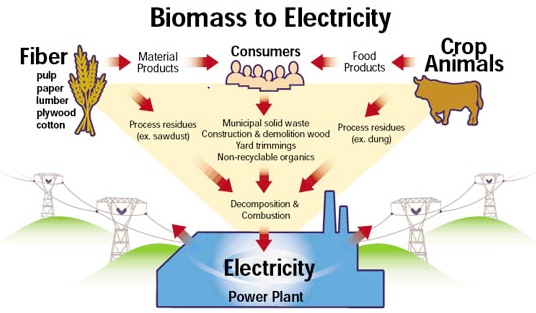 Biomass to Electricity
Fiber
pulp
paper
lumber
plywood
cotton
Material
Products
Consumers
Food
Products
Crop
Animals
Process residues
(ex. sawdust)
Municipal solid waste
Construction & demolition wood
Yard trimmings
Non-recyclable organics
Process residues
(ex. dung)
Decomposition &
Combustion
Electricity
Power Plant